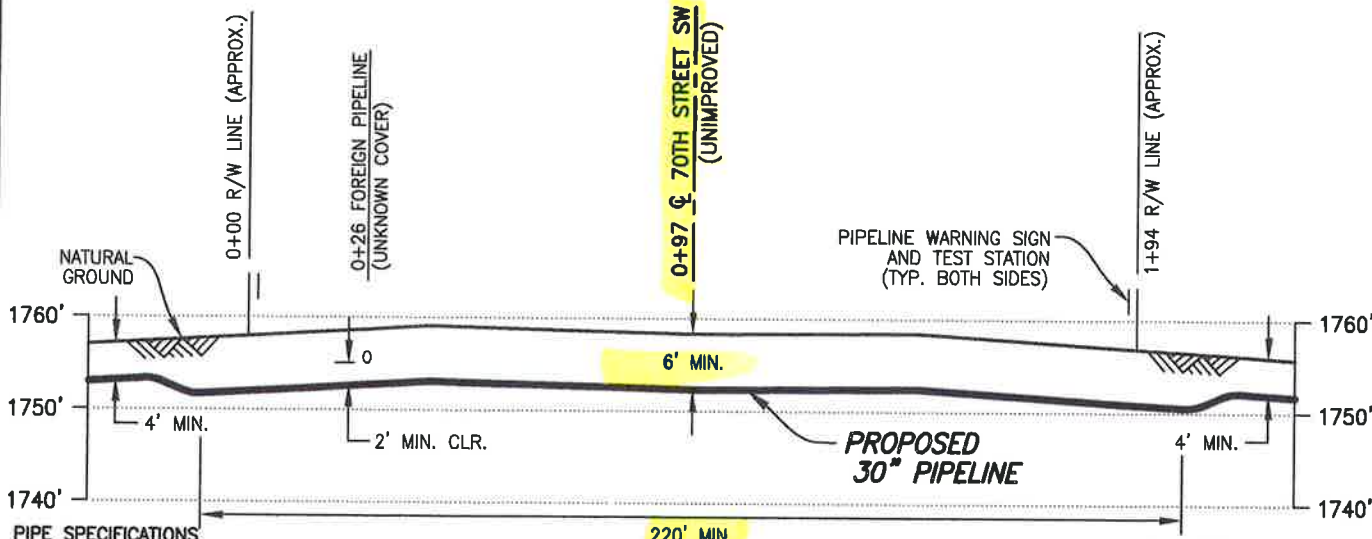 0+00 R/W LINE (APPROX.)
0+26 FOREIGN PIPELINE
(UNKNOWN COVER)
0+97 ℄ 70TH STREET SW
(UNIMPROVED)
1+94 R/W LINE (APPROX.)
NATURAL
GROUND
PIPELINE WARNING SIGN
AND TEST STATION
(TYP. BOTH SIDES)
1760'
1760'
6' MIN.
1750'
1750'
4' MIN.
2' MIN. CLR.
PROPOSED
30" PIPELINE
4' MIN.
1740'
1740'
PIPE SPECIFICATIONS
220' MIN.